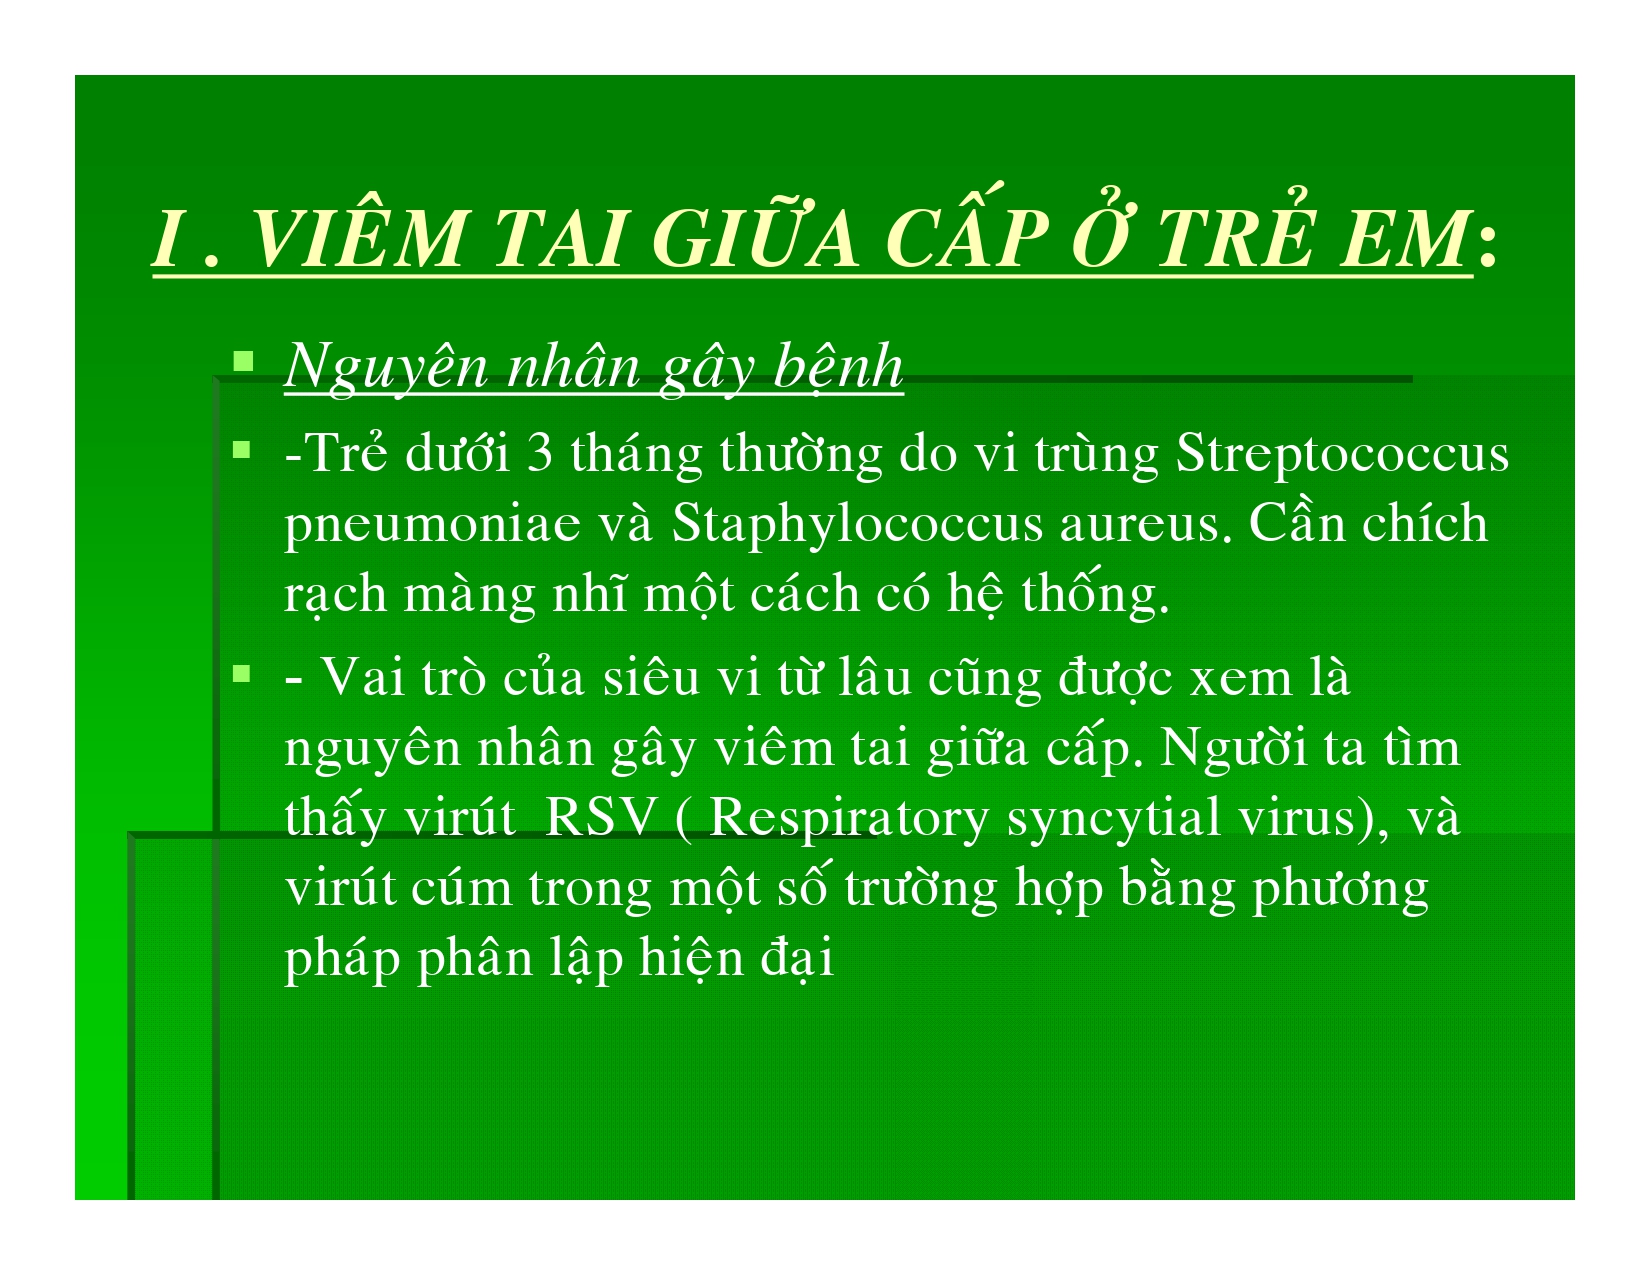 I . VIÊM TAI GIỮA CẤP Ở TRẺ EM:
Nguyên nhân gây bệnh
-Trẻ dưới 3 tháng thường do vi trùng Streptococcus
pneumoniae và Staphylococcus aureus. Cần chích
rạch màng nhĩ một cách có hệ thống.
- Vai trò của siêu vi từ lâu cũng được xem là
nguyên nhân gây viêm tai giữa cấp. Người ta tìm
thấy virút  RSV ( Respiratory syncytial virus), và
virút cúm trong một số trường hợp bằng phương
pháp phân lập hiện đại